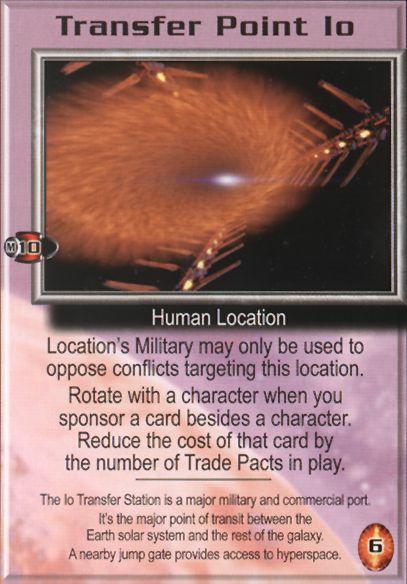 Transfer Point Io
M 10
Human Location
Location's Military may only be used to
oppose conflicts targeting this location.
Rotate with a character when you
sponsor a card besides a character.
Reduce the cost of that card by
the number of Trade Pacts in play.
The Io Transfer Station is a major military and commercial port.
It's the major point of transit between the
Earth solar system and the rest of the galaxy.
A nearby jump gate provides access to hyperspace.
6